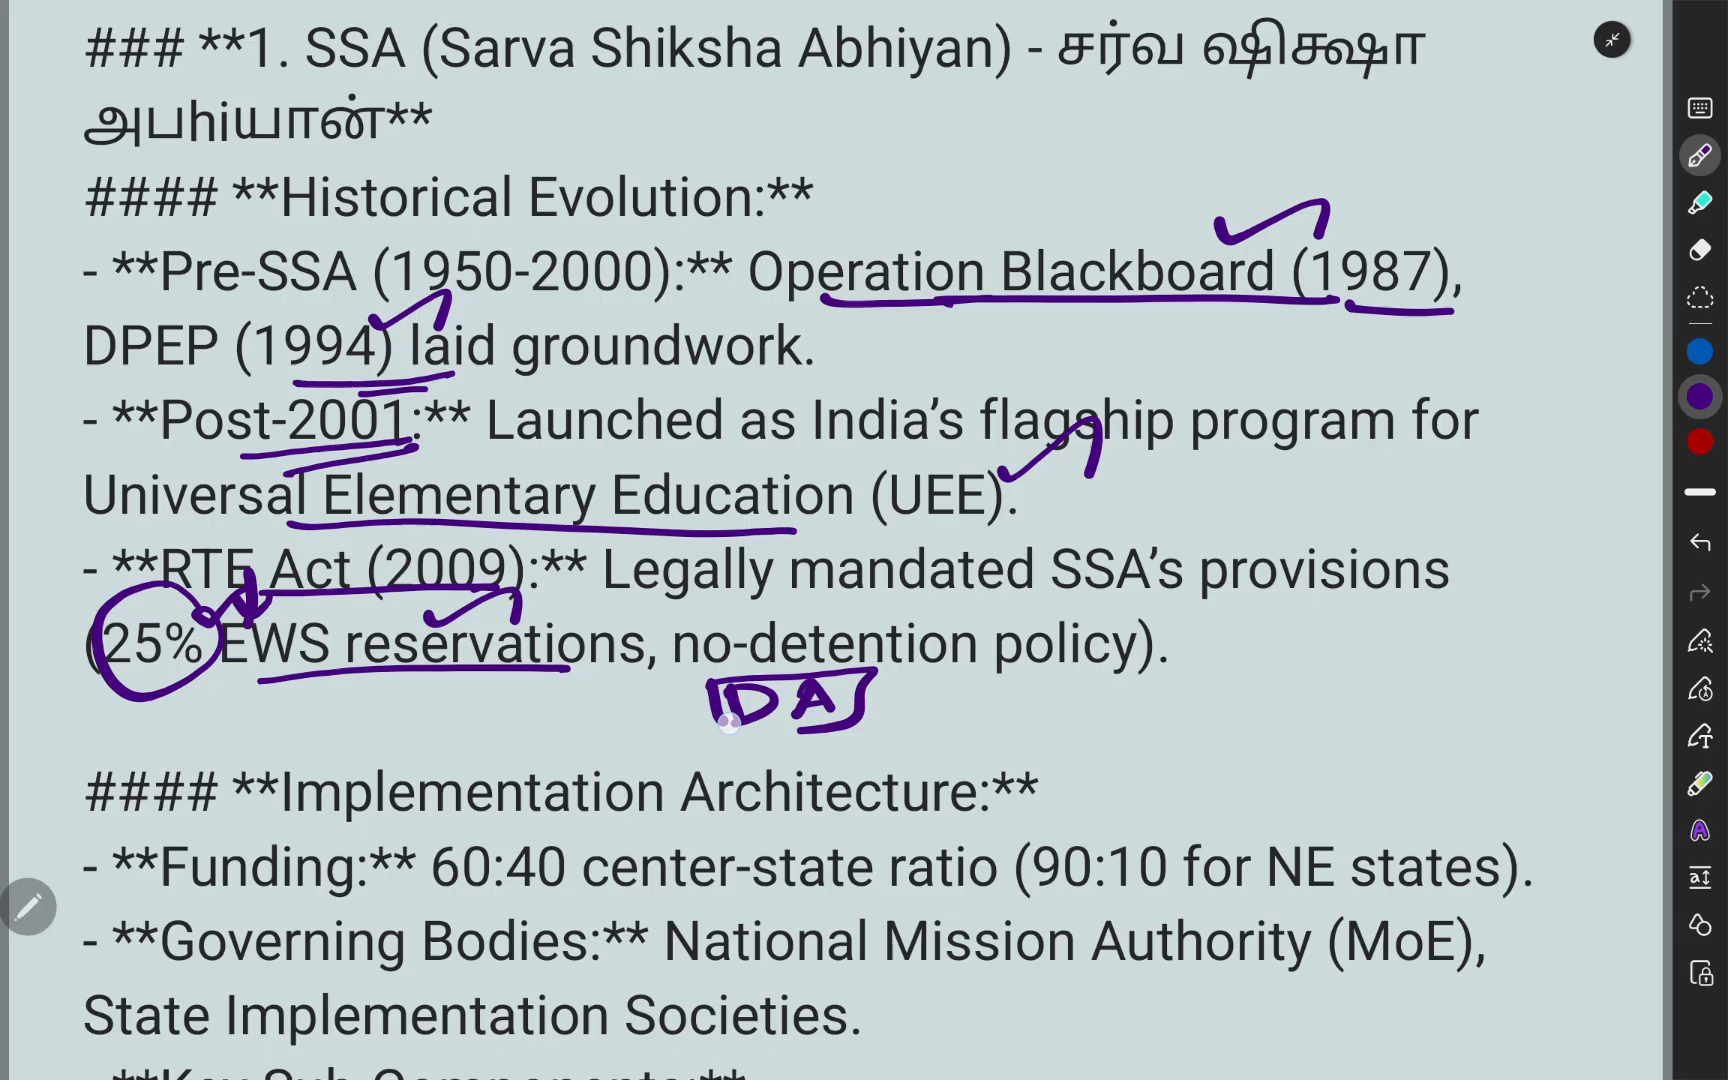 ### **1. SSA (Sarva Shiksha Abhiyan) - சர்வ ஷிக்ஷா
அபhiயான்**
#### **Historical Evolution:**
- **Pre-SSA (1950-2000):** Operation Blackboard (1987),
DPEP (1994) laid groundwork.
- **Post-2001:** Launched as India’s flagship program for
Universal Elementary Education (UEE).
- **RTE Act (2009):** Legally mandated SSA’s provisions
(25% EWS reservations, no-detention policy).
DA
#### **Implementation Architecture:**
- **Funding:** 60:40 center-state ratio (90:10 for NE states).
- **Governing Bodies:** National Mission Authority (MoE),
State Implementation Societies.